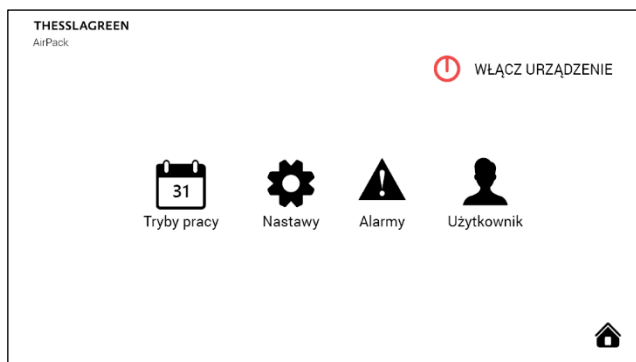 THESSLAGREEN
AirPack
WŁĄCZ URZĄDZENIE
31
Tryby pracy
Nastawy
Alarmy
Użytkownik